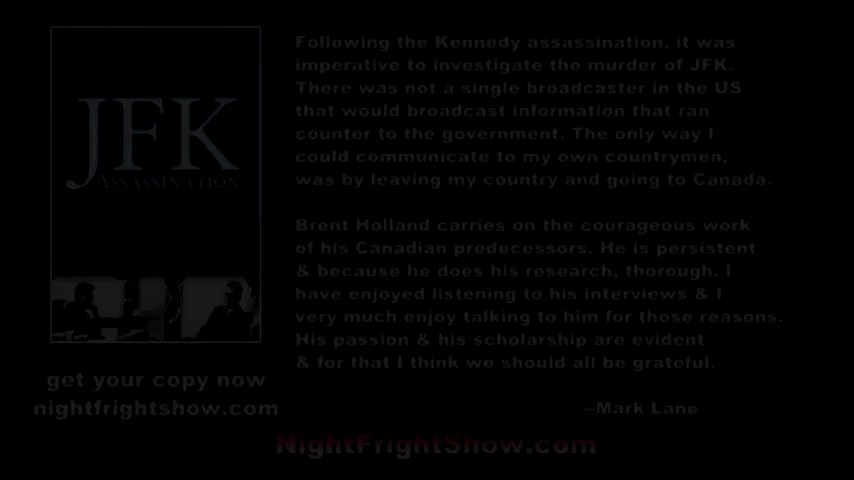 JFK
ASSASSINATION
get your copy now
nightfrightshow.com
Following the Kennedy assassination, it was
imperative to investigate the murder of JFK.
There was not a single broadcaster in the US
that would broadcast information that ran
counter to the government. The only way I
could communicate to my own countrymen,
was by leaving my country and going to Canada.
Brent Holland carries on the courageous work
of his Canadian predecessors. He is persistent
& because he does his research, thorough. I
have enjoyed listening to his interviews & I
very much enjoy talking to him for those reasons.
His passion & his scholarship are evident
& for that I think we should all be grateful.
--Mark Lane
NightFrightShow.com